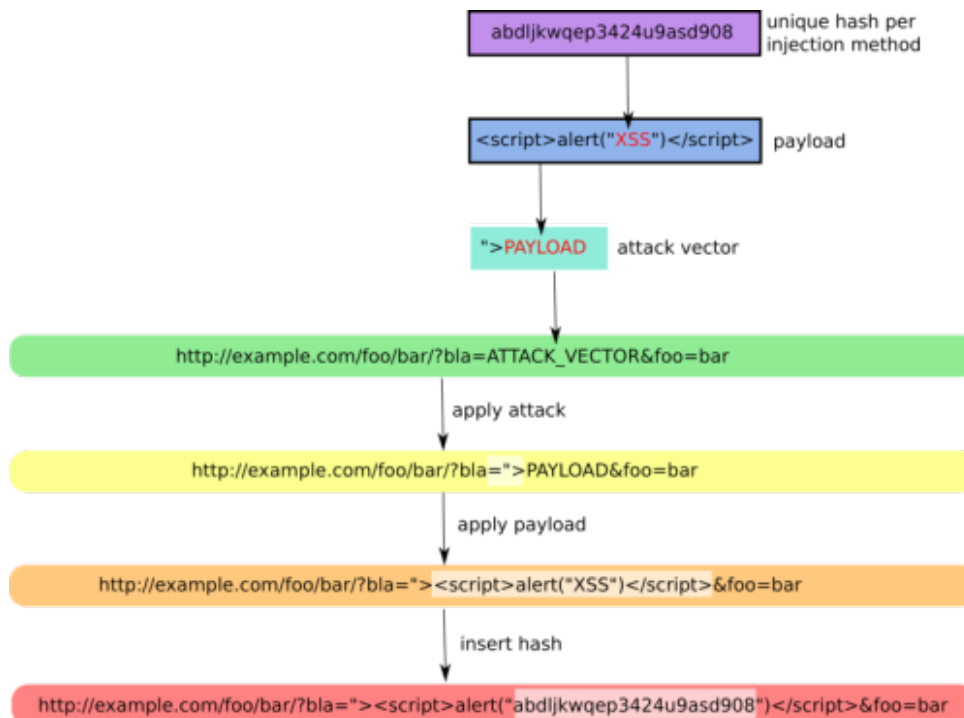 abdljkwqep3424u9asd908
unique hash per
injection method
<script>alert("XSS")</script>
payload
">PAYLOAD
attack vector
http://example.com/foo/bar/?bla=ATTACK_VECTOR&foo=bar
apply attack
http://example.com/foo/bar/?bla=">PAYLOAD&foo=bar
apply payload
http://example.com/foo/bar/?bla="><script>alert("XSS")</script>&foo=bar
insert hash
http://example.com/foo/bar/?bla="><script>alert("abdljkwqep3424u9asd908")</script>&foo=bar